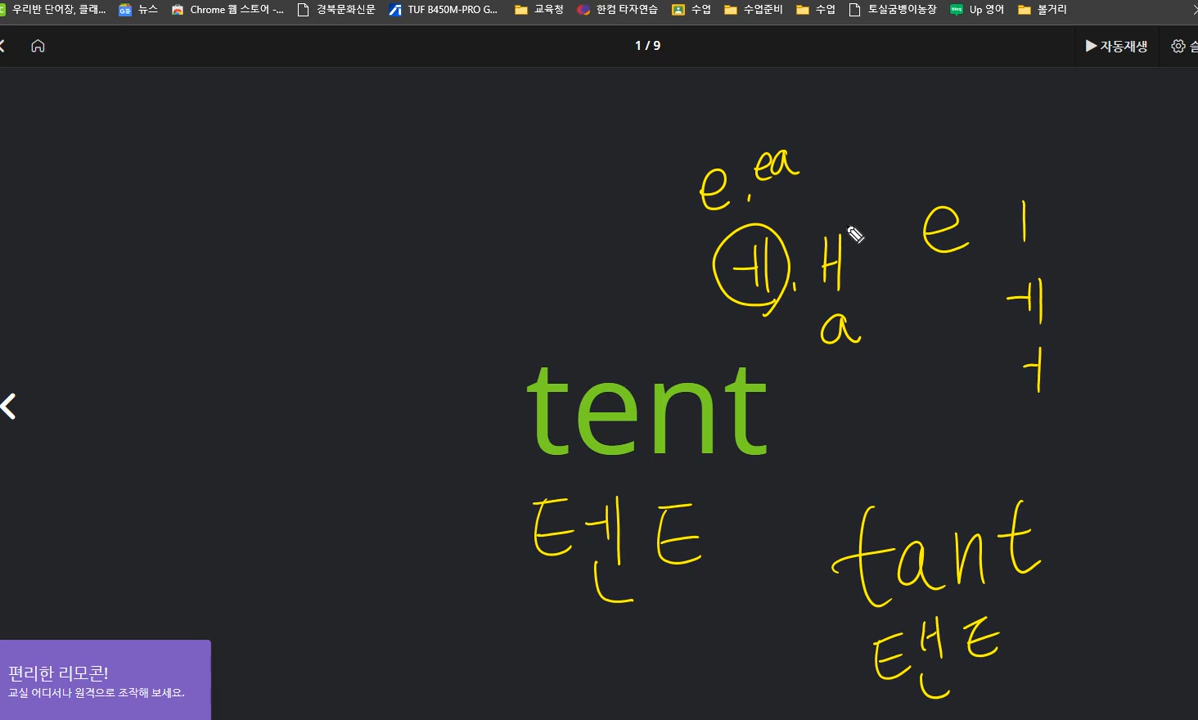 우리반 단어장, 클래... 뉴스 Chrome 웹 스토어 -... 경북문화신문 TUF B450M-PRO G... 교육청 한컴 타자연습 수업 수업준비 수업 토실굼벵이농장 Up 영어 볼거리
1 / 9 자동재생 슬
e, ea
ㅔ, ㅐ
a
e ㅣ
ㅔ
ㅓ
tent
텐트
tant
탠트
편리한 리모콘!
교실 어디서나 원격으로 조작해 보세요.